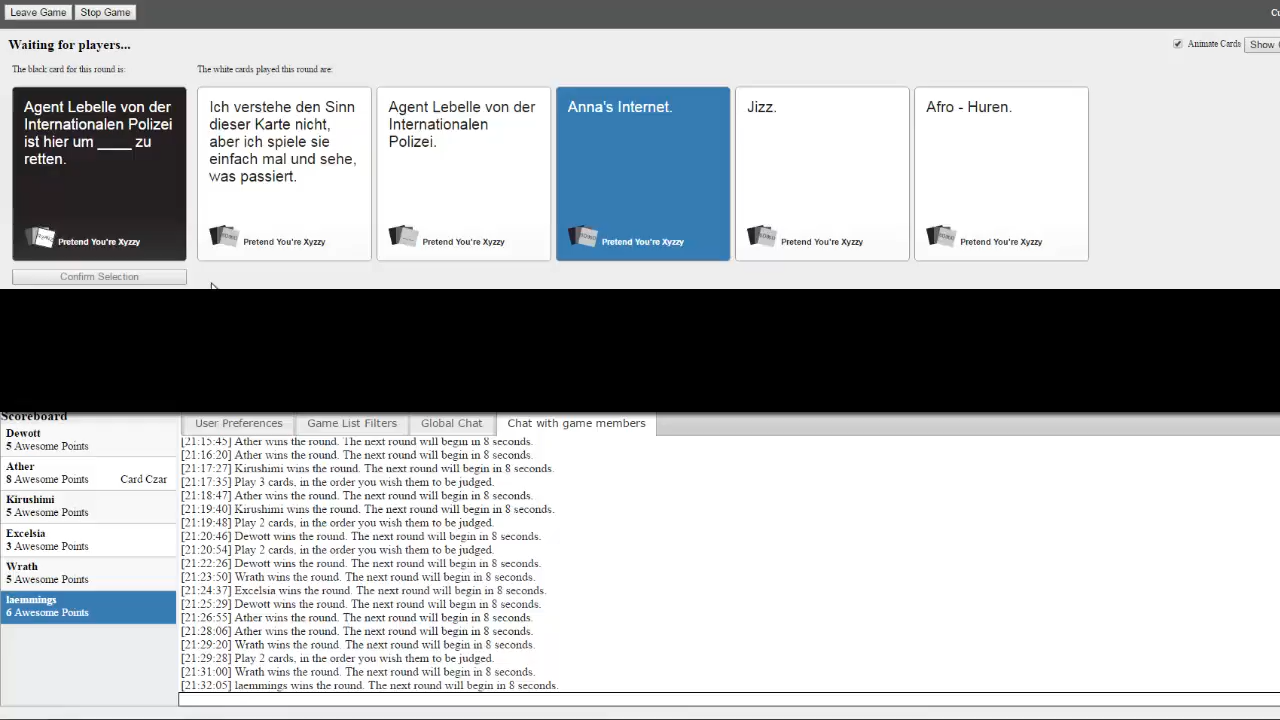 Leave Game Stop Game
Waiting for players...
Animate Cards Show
The black card for this round is:
The white cards played this round are:
Agent Lebelle von der
Internationalen Polizei
ist hier um ____ zu
retten.
Pretend You're Xyzzy
Ich verstehe den Sinn
dieser Karte nicht,
aber ich spiele sie
einfach mal und sehe,
was passiert.
Pretend You're Xyzzy
Agent Lebelle von der
Internationalen
Polizei.
Pretend You're Xyzzy
Anna's Internet.
Pretend You're Xyzzy
Jizz.
Pretend You're Xyzzy
Afro - Huren.
Pretend You're Xyzzy
Confirm Selection
Scoreboard
Dewott
5 Awesome Points
Ather
8 Awesome Points Card Czar
Kirushimi
5 Awesome Points
Excelsia
3 Awesome Points
Wrath
5 Awesome Points
laemmings
6 Awesome Points
User Preferences Game List Filters Global Chat Chat with game members
[21:15:45] Ather wins the round. The next round will begin in 8 seconds.
[21:16:20] Ather wins the round. The next round will begin in 8 seconds.
[21:17:27] Kirushimi wins the round. The next round will begin in 8 seconds.
[21:17:35] Play 3 cards, in the order you wish them to be judged.
[21:18:47] Ather wins the round. The next round will begin in 8 seconds.
[21:19:40] Kirushimi wins the round. The next round will begin in 8 seconds.
[21:19:48] Play 2 cards, in the order you wish them to be judged.
[21:20:46] Dewott wins the round. The next round will begin in 8 seconds.
[21:20:54] Play 2 cards, in the order you wish them to be judged.
[21:22:26] Dewott wins the round. The next round will begin in 8 seconds.
[21:23:50] Wrath wins the round. The next round will begin in 8 seconds.
[21:24:37] Excelsia wins the round. The next round will begin in 8 seconds.
[21:25:29] Dewott wins the round. The next round will begin in 8 seconds.
[21:26:55] Ather wins the round. The next round will begin in 8 seconds.
[21:28:06] Ather wins the round. The next round will begin in 8 seconds.
[21:29:20] Wrath wins the round. The next round will begin in 8 seconds.
[21:29:28] Play 2 cards, in the order you wish them to be judged.
[21:31:00] Wrath wins the round. The next round will begin in 8 seconds.
[21:32:05] laemmings wins the round. The next round will begin in 8 seconds.